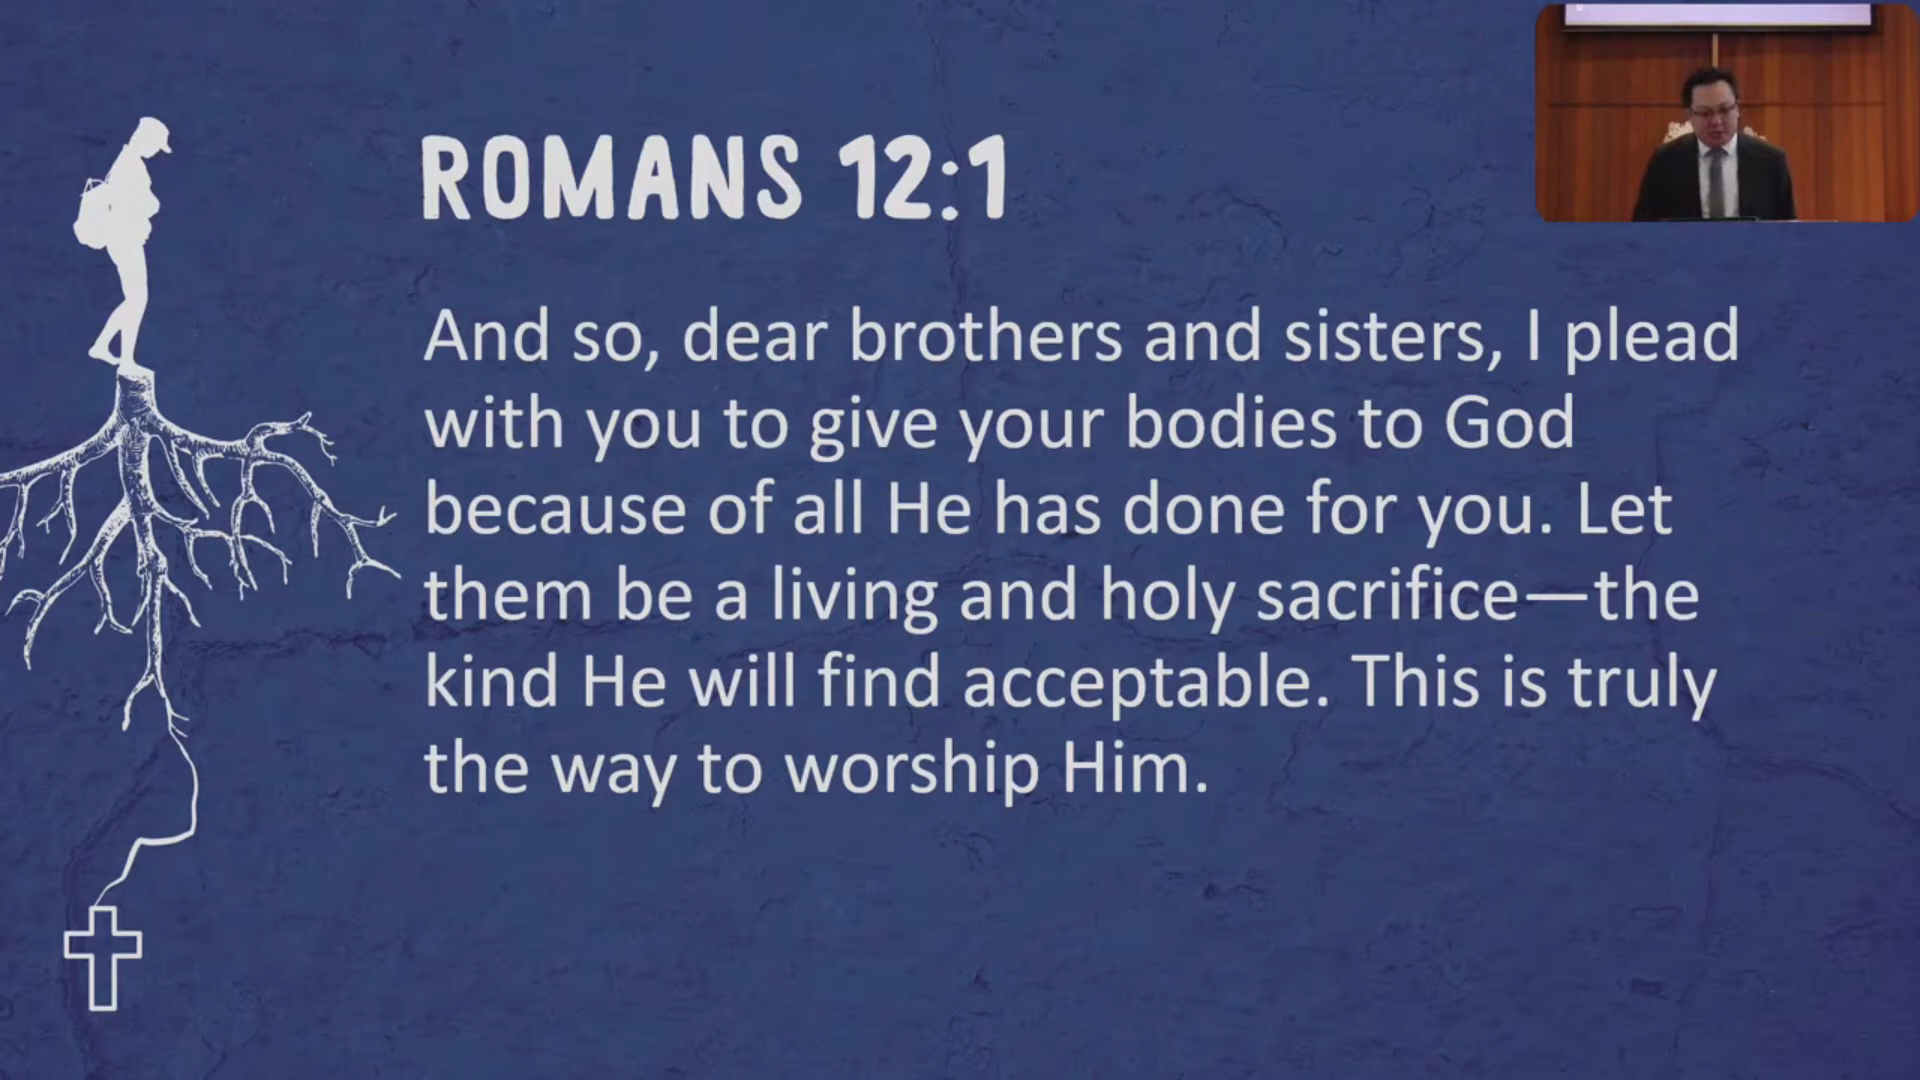 ROMANS 12:1
And so, dear brothers and sisters, I plead
with you to give your bodies to God
because of all He has done for you. Let
them be a living and holy sacrifice—the
kind He will find acceptable. This is truly
the way to worship Him.